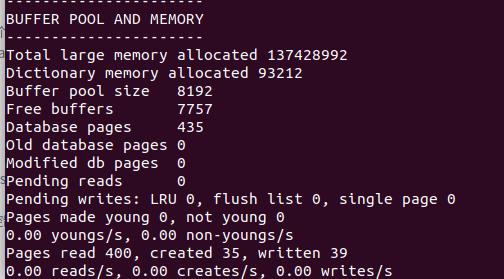 ----------------------
BUFFER POOL AND MEMORY
----------------------
Total large memory allocated 137428992
Dictionary memory allocated 93212
Buffer pool size   8192
Free buffers       7757
Database pages     435
Old database pages 0
Modified db pages  0
Pending reads      0
Pending writes: LRU 0, flush list 0, single page 0
Pages made young 0, not young 0
0.00 youngs/s, 0.00 non-youngs/s
Pages read 400, created 35, written 39
0.00 reads/s, 0.00 creates/s, 0.00 writes/s